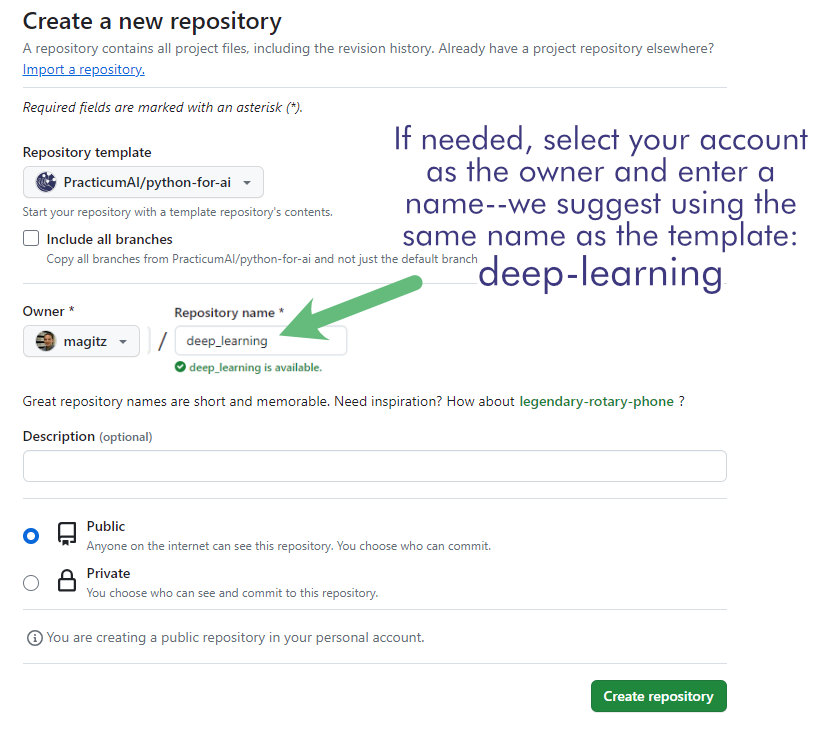 Create a new repository
A repository contains all project files, including the revision history. Already have a project repository elsewhere?
Import a repository.
Required fields are marked with an asterisk (*).
If needed, select your account
as the owner and enter a
name--we suggest using the
same name as the template:
deep-learning
Repository template
PracticumAI/python-for-ai
Start your repository with a template repository's contents.
Include all branches
Copy all branches from PracticumAI/python-for-ai and not just the default branch
Owner *
Repository name *
magitz
/
deep_learning
deep_learning is available.
Great repository names are short and memorable. Need inspiration? How about legendary-rotary-phone ?
Description (optional)
Public
Anyone on the internet can see this repository. You choose who can commit.
Private
You choose who can see and commit to this repository.
You are creating a public repository in your personal account.
Create repository